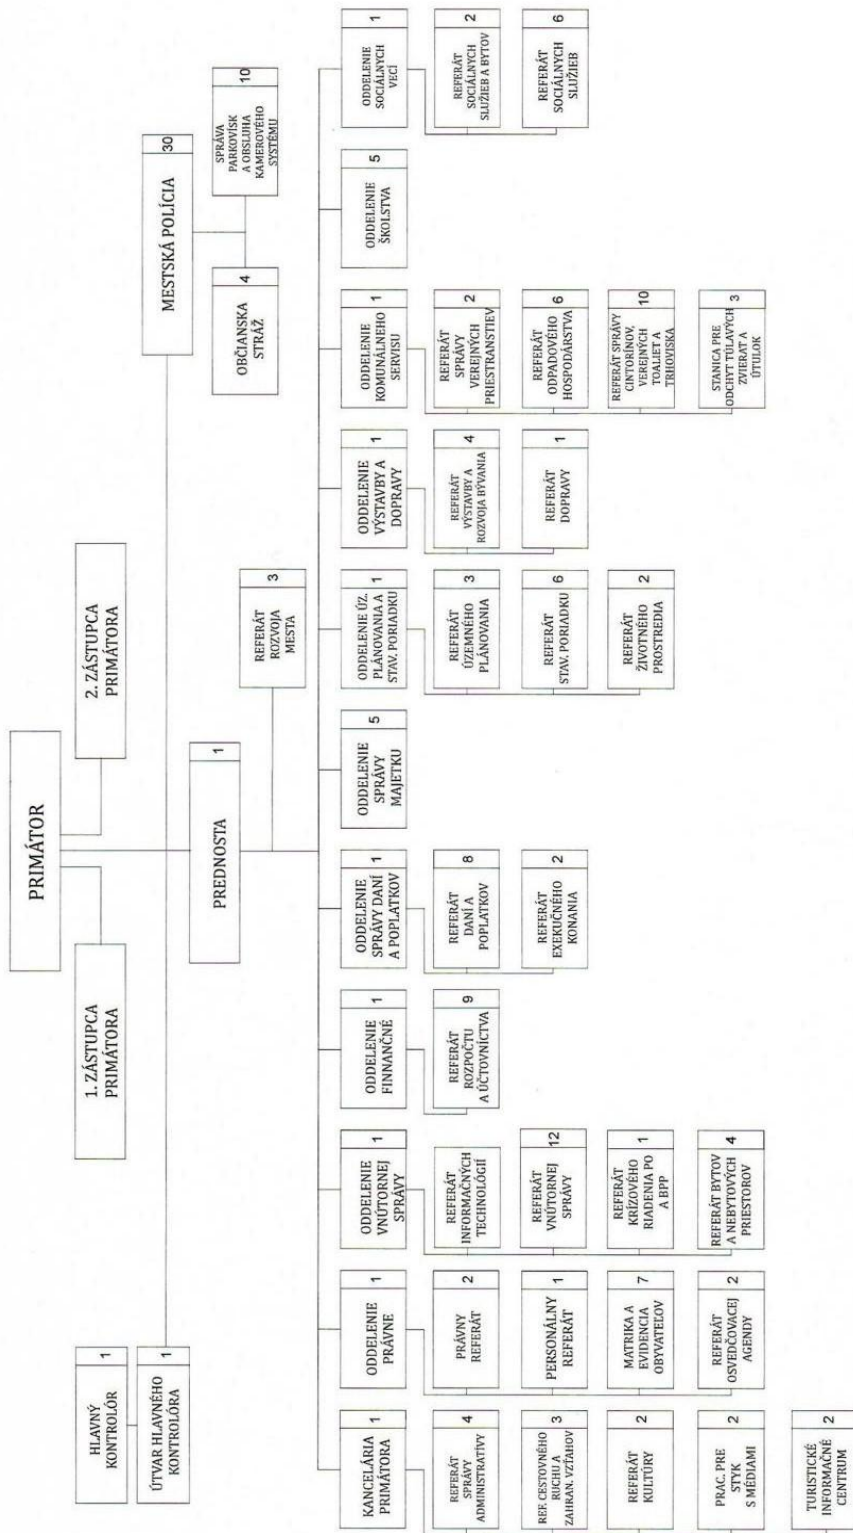 PRIMÁTOR
1. ZÁSTUPCA
PRIMÁTORA
2. ZÁSTUPCA
PRIMÁTORA
HLAVNÝ
KONTROLÓR
1
ÚTVAR HLAVNÉHO
KONTROLÓRA
1
MESTSKÁ POLÍCIA
30
OBČIANSKA
STRÁŽ
4
SPRÁVA
PARKOVÍSK
A OBSLUHA
KAMEROVÉHO
SYSTÉMU
10
PREDNOSTA
1
REFERÁT
ROZVOJA
MESTA
3
KANCELÁRIA
PRIMÁTORA
1
REFERÁT
SPRÁVY
ADMINISTRATÍVY
4
REF. CESTOVNÉHO
RUCHU A
ZAHRAN. VZŤAHOV
3
REFERÁT
KULTÚRY
2
PRAC. PRE
STYK
S MÉDIAMI
2
TURISTICKÉ
INFORMAČNÉ
CENTRUM
2
ODDELENIE
PRÁVNE
1
PRÁVNY
REFERÁT
2
PERSONÁLNY
REFERÁT
1
MATRIKA A
EVIDENCIA
OBYVATEĽOV
7
REFERÁT
OSVEDČOVACEJ
AGENDY
2
ODDELENIE
VNÚTORNEJ
SPRÁVY
1
REFERÁT
INFORMAČNÝCH
TECHNOLÓGIÍ
2
REFERÁT
VNÚTORNEJ
SPRÁVY
12
REFERÁT
KRÍZOVÉHO
RIADENIA PO
A BPP
1
REFERÁT BYTOV
A NEBYTOVÝCH
PRIESTOROV
4
ODDELENIE
FINNANČNÉ
1
REFERÁT
ROZPOČTU
A ÚČTOVNÍCTVA
9
ODDELENIE
SPRÁVY DANÍ
A POPLATKOV
1
REFERÁT
DANÍ A
POPLATKOV
8
REFERÁT
EXEKUČNÉHO
KONANIA
2
ODDELENIE
SPRÁVY
MAJETKU
5
ODDELENIE ÚZ.
PLÁNOVANIA A
STAV. PORIADKU
1
REFERÁT
ÚZEMNÉHO
PLÁNOVANIA
3
REFERÁT
STAV. PORIADKU
6
REFERÁT
ŽIVOTNÉHO
PROSTREDIA
2
ODDELENIE
VÝSTAVBY A
DOPRAVY
1
REFERÁT
VÝSTAVBY A
ROZVOJA BÝVANIA
4
REFERÁT
DOPRAVY
1
ODDELENIE
KOMUNÁLNEHO
SERVISU
1
REFERÁT
SPRÁVY
VEREJNÝCH
PRIESTRANSTIEV
2
REFERÁT
ODPADOVÉHO
HOSPODÁRSTVA
6
REFERÁT SPRÁVY
CINTORÍNOV,
VEREJNÝCH
TOALIET A
TRHOVISKA
10
STANICA PRE
ODCHYT TÚLAVÝCH
ZVIERAT A
ÚTULOK
3
ODDELENIE
ŠKOLSTVA
5
ODDELENIE
SOCIÁLNYCH
VECÍ
1
REFERÁT
SOCIÁLNYCH
SLUŽIEB A BYTOV
2
REFERÁT
SOCIÁLNYCH
SLUŽIEB
6